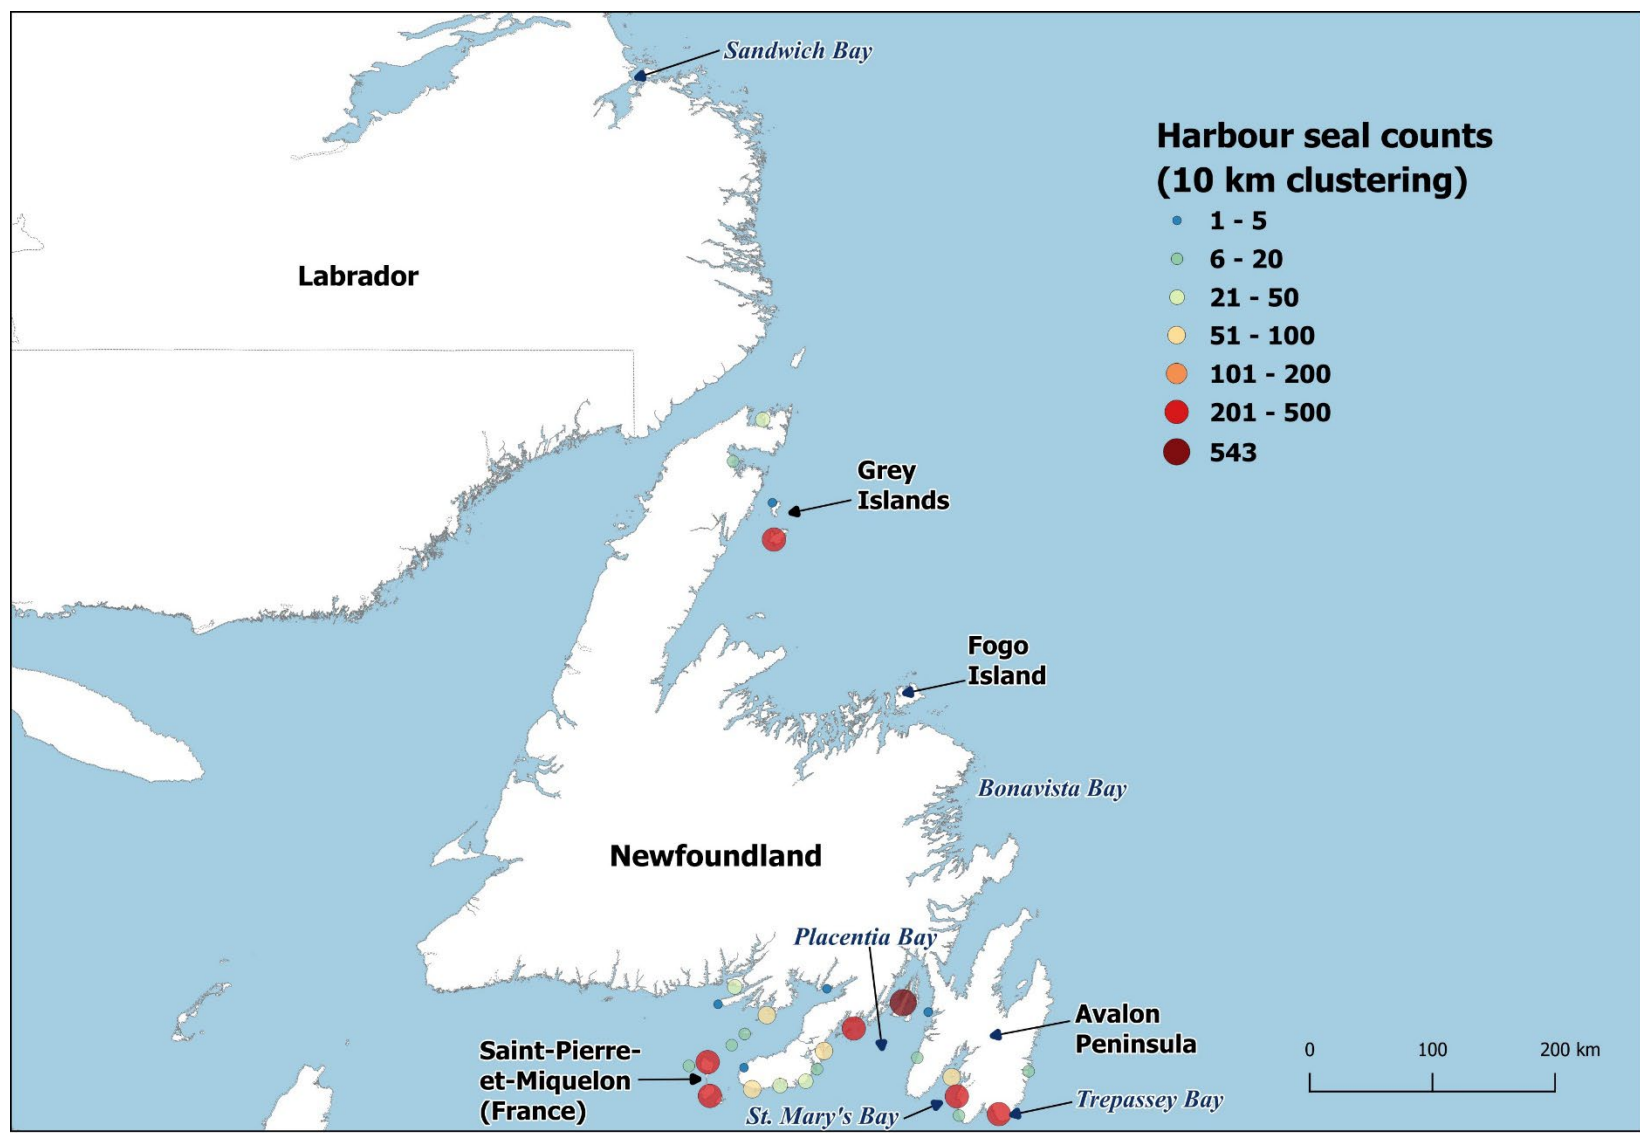 Sandwich Bay
Harbour seal counts
(10 km clustering)
1 - 5
6 - 20
21 - 50
51 - 100
101 - 200
201 - 500
543
Labrador
Grey
Islands
Fogo
Island
Bonavista Bay
Newfoundland
Placentia Bay
Avalon
Peninsula
Saint-Pierre-
et-Miquelon
(France)
St. Mary's Bay
Trepassey Bay
0 100 200 km